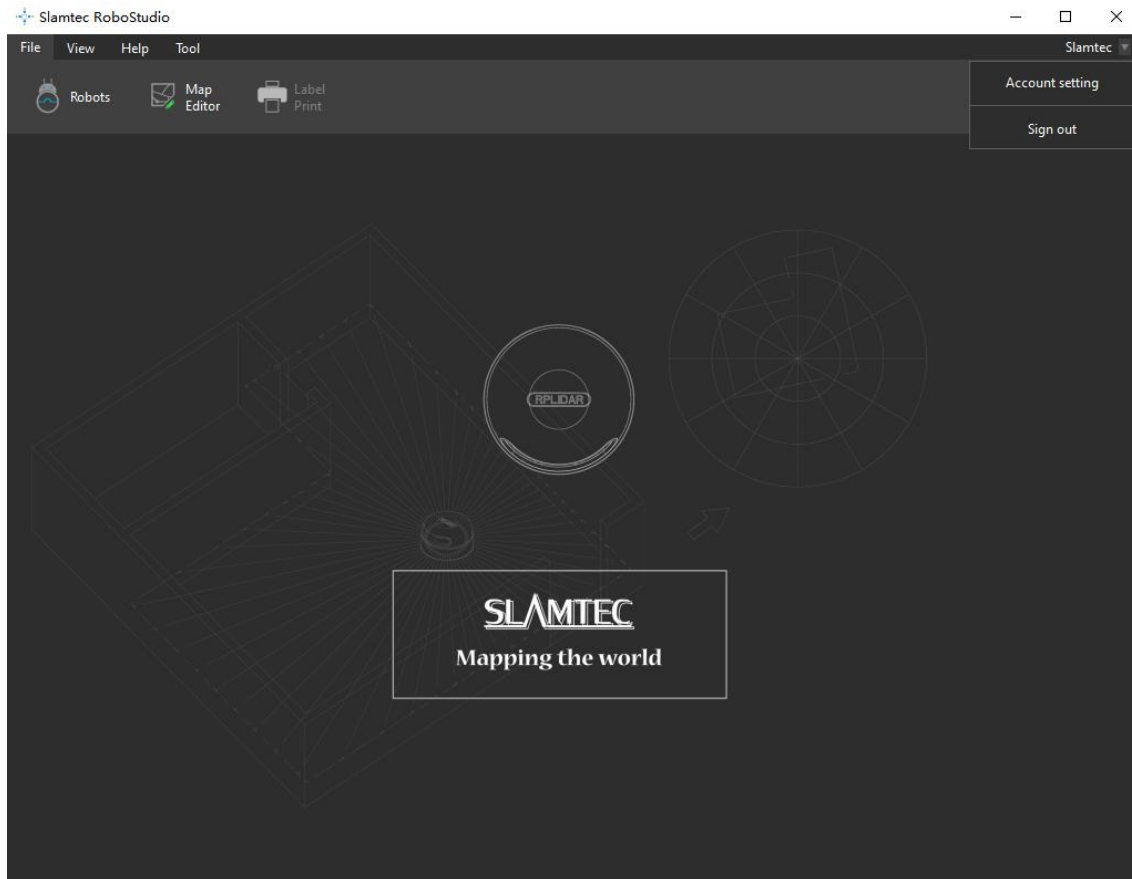 Slamtec RoboStudio
File View Help Tool Slamtec
Robots
Map
Editor
Label
Print
Account setting
Sign out
RPLIDAR
SLAMTEC
Mapping the world